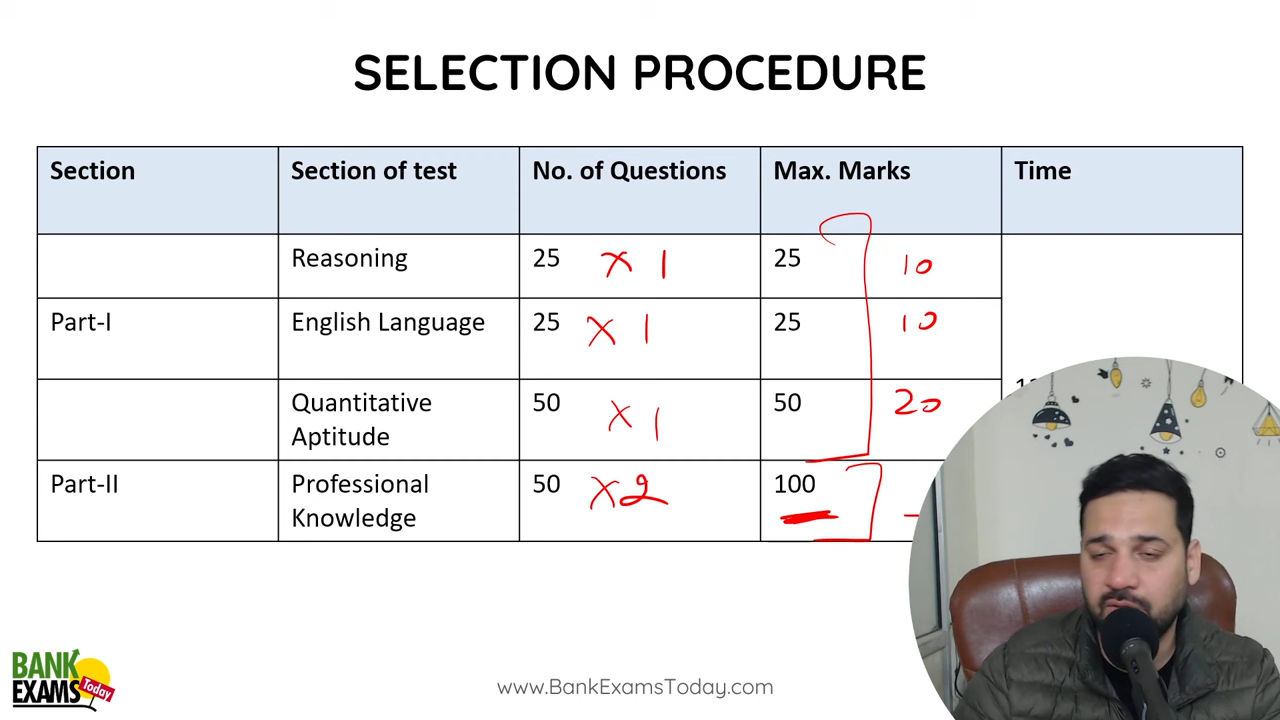 SELECTION PROCEDURE
Section Section of test No. of Questions Max. Marks Time
Reasoning 25 x 1 25 10
Part-I English Language 25 x 1 25 10
Quantitative 50 x 1 50 20
Aptitude
Part-II Professional 50 x2 100
Knowledge
BANK
EXAMS
Today
www.BankExamsToday.com